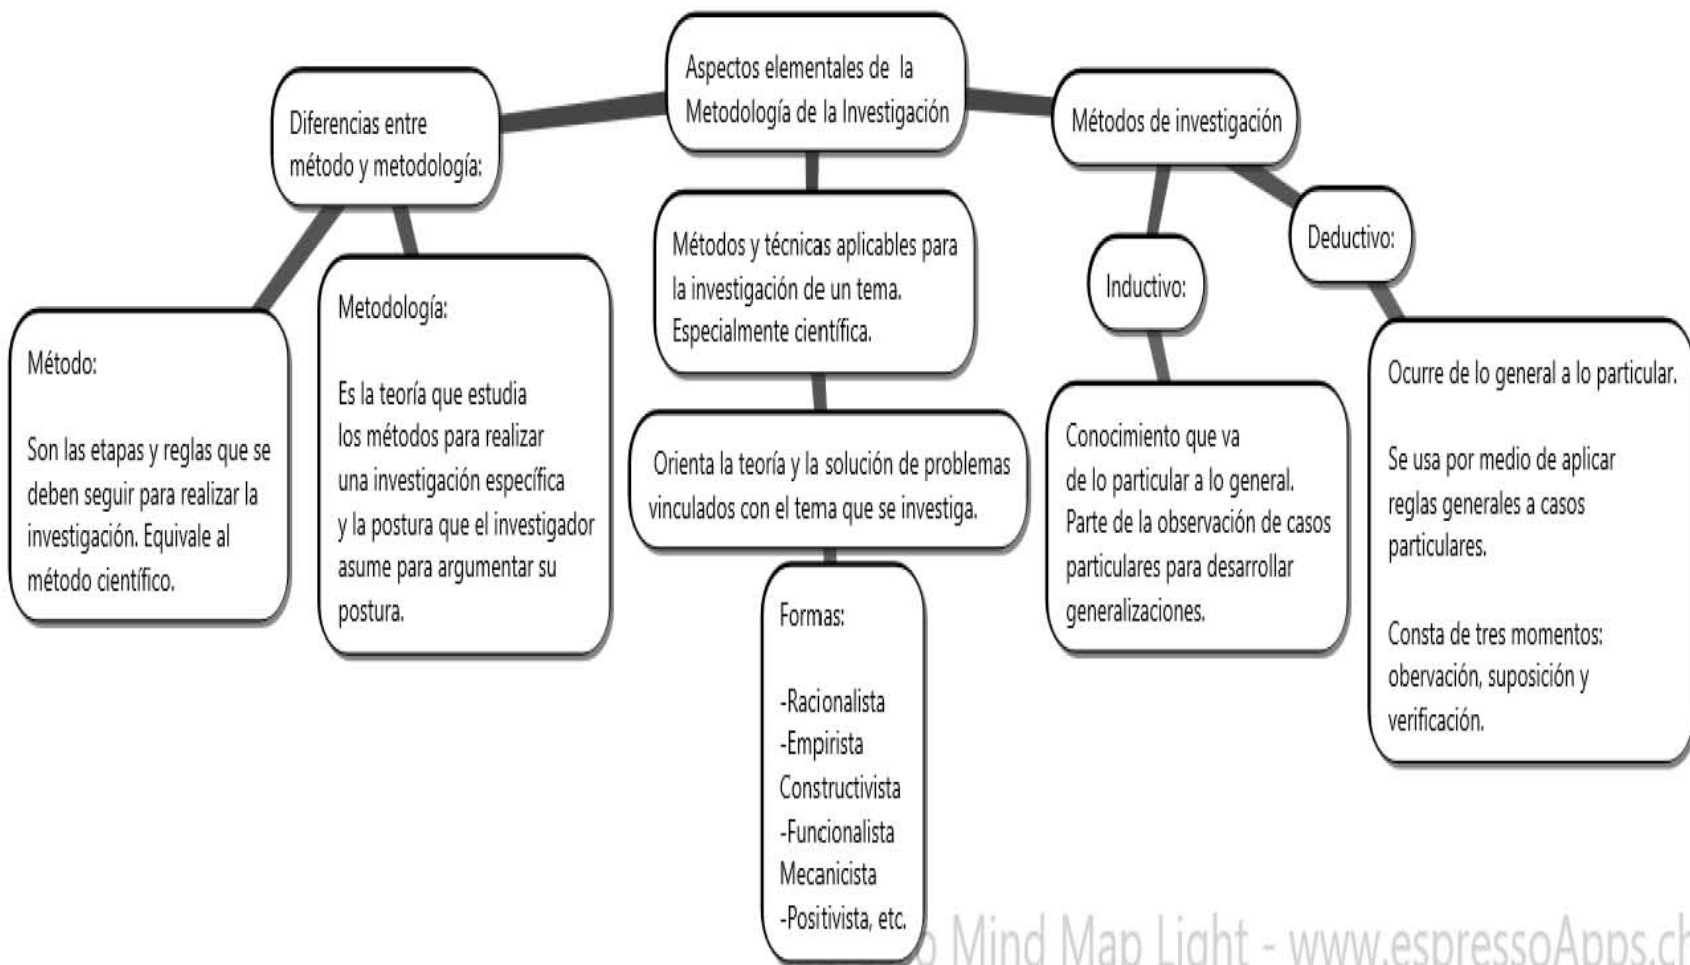 Aspectos elementales de la
Metodología de la Investigación
Diferencias entre
método y metodología:
Método:
Son las etapas y reglas que se
deben seguir para realizar la
investigación. Equivale al
método científico.
Metodología:
Es la teoría que estudia
los métodos para realizar
una investigación específica
y la postura que el investigador
asume para argumentar su
postura.
Métodos y técnicas aplicables para
la investigación de un tema.
Especialmente científica.
Orienta la teoría y la solución de problemas
vinculados con el tema que se investiga.
Formas:
-Racionalista
-Empirista
Constructivista
-Funcionalista
Mecanicista
-Positivista, etc.
Métodos de investigación
Inductivo:
Conocimiento que va
de lo particular a lo general.
Parte de la observación de casos
particulares para desarrollar
generalizaciones.
Deductivo:
Ocurre de lo general a lo particular.
Se usa por medio de aplicar
reglas generales a casos
particulares.
Consta de tres momentos:
obervación, suposición y
verificación.
Mind Map Light - www.espressoApps.ch